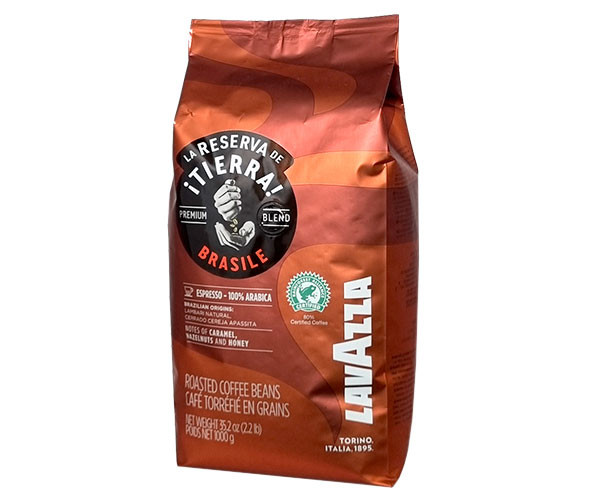 LA RESERVA DE
¡TIERRA!
PREMIUM
BLEND
BRASILE
ESPRESSO - 100% ARABICA
BRAZILIAN ORIGINS:
LAMBARI NATURAL,
CERRADO CEREJA APASSITA
NOTES OF CARAMEL,
HAZELNUTS AND HONEY
CERTIFIED
80%
Certified Coffee
ROASTED COFFEE BEANS
CAFÉ TORRÉFIÉ EN GRAINS
NET WEIGHT 35,2 oz (2.2 lb)
POIDS NET 1000 g
LAVAZZA
TORINO,
ITALIA, 1895.